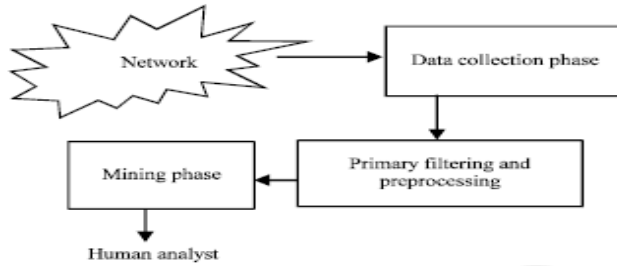 Network
Data collection phase
Primary filtering and
preprocessing
Mining phase
Human analyst